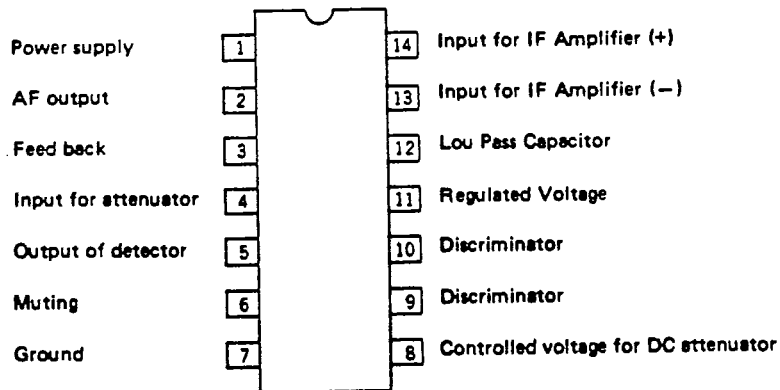 Power supply 1 14 Input for IF Amplifier (+)
AF output 2 13 Input for IF Amplifier (−)
Feed back 3 12 Lou Pass Capacitor
Input for attenuator 4 11 Regulated Voltage
Output of detector 5 10 Discriminator
Muting 6 9 Discriminator
Ground 7 8 Controlled voltage for DC attenuator